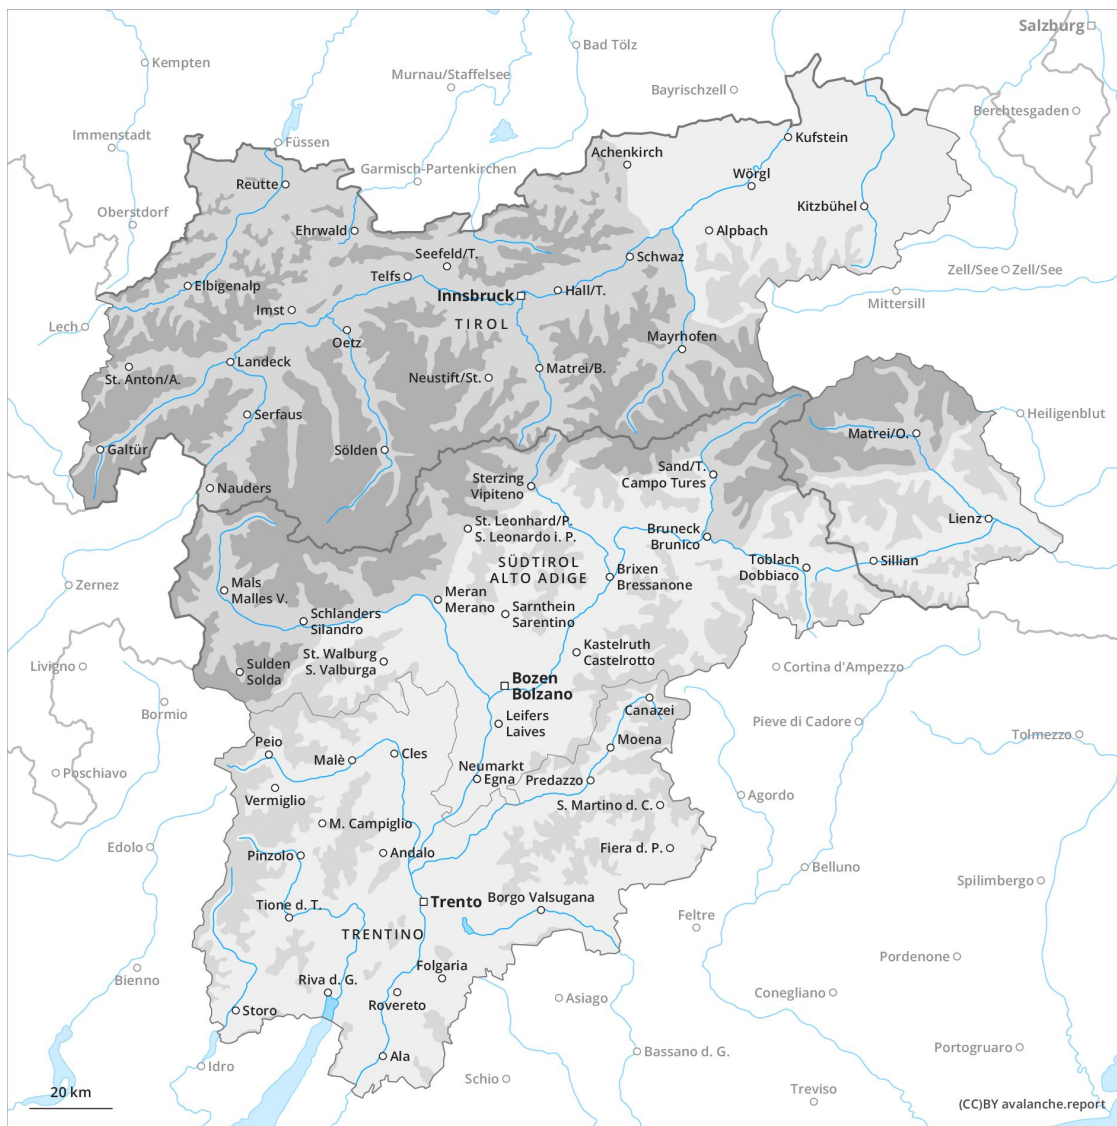 Salzburg
Kempten
Bad Tölz
Murnau/Staffelsee
Bayrischzell
Berchtesgaden
Immenstadt
Füssen
Kufstein
Achenkirch
Garmisch-Partenkirchen
Wörgl
Reutte
Oberstdorf
Kitzbühel
Ehrwald
Alpbach
Seefeld/T.
Schwaz
Telfs
Zell/See
Zell/See
Elbigenalp
Innsbruck
Hall/T.
Mittersill
Imst
Lech
TIROL
Oetz
Mayrhofen
Landeck
Matrei/B.
St. Anton/A.
Neustift/St.
Serfaus
Heiligenblut
Matrei/O.
Galtür
Sölden
Sand/T.
Campo Tures
Sterzing
Vipiteno
Nauders
St. Leonhard/P.
S. Leonardo i. P.
Lienz
Bruneck
Brunico
SÜDTIROL
ALTO ADIGE
Toblach
Dobbiaco
Sillian
Brixen
Bressanone
Zernez
Mals
Malles V.
Meran
Merano
Sarnthein
Sarentino
Schlanders
Silandro
Kastelruth
Castelrotto
St. Walburg
S. Valburga
Livigno
Sulden
Solda
Cortina d'Ampezzo
Bozen
Bolzano
Canazei
Bormio
Leifers
Laives
Pieve di Cadore
Tolmezzo
Peio
Moena
Malè
Cles
Poschiavo
Neumarkt
Egna
Predazzo
Vermiglio
Agordo
S. Martino d. C.
M. Campiglio
Edolo
Pinzolo
Andalo
Fiera d. P.
Belluno
Spilimbergo
Trento
Borgo Valsugana
Tione d. T.
Feltre
TRENTINO
Pordenone
Bienno
Folgaria
Riva d. G.
Rovereto
Asiago
Conegliano
Storo
Portogruaro
Ala
Bassano d. G.
Idro
Schio
Treviso
20 km
(CC)BY avalanche.report